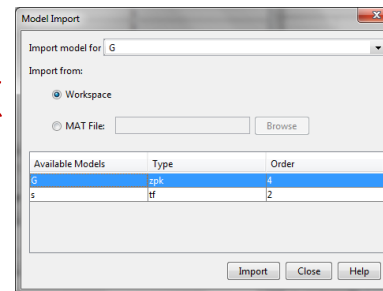 Model Import
Import model for G
Import from:
Workspace
MAT File: Browse
Available Models Type Order
G zpk 4
s tf 2
Import Close Help